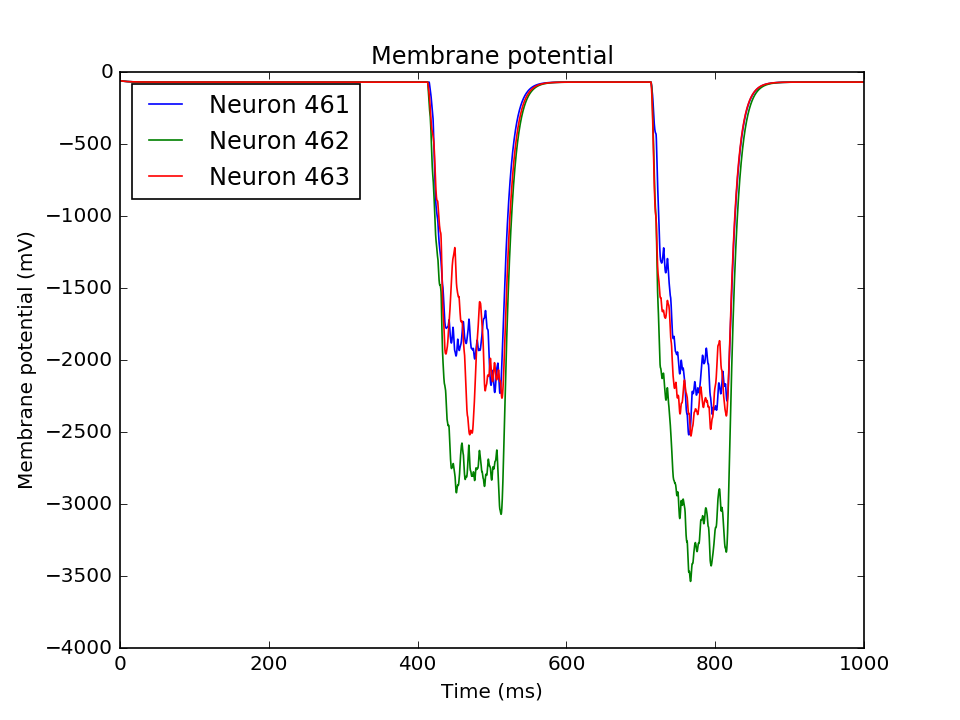 Membrane potential
0
−500
−1000
−1500
−2000
−2500
−3000
−3500
−4000
Membrane potential (mV)
Neuron 461
Neuron 462
Neuron 463
0 200 400 600 800 1000
Time (ms)